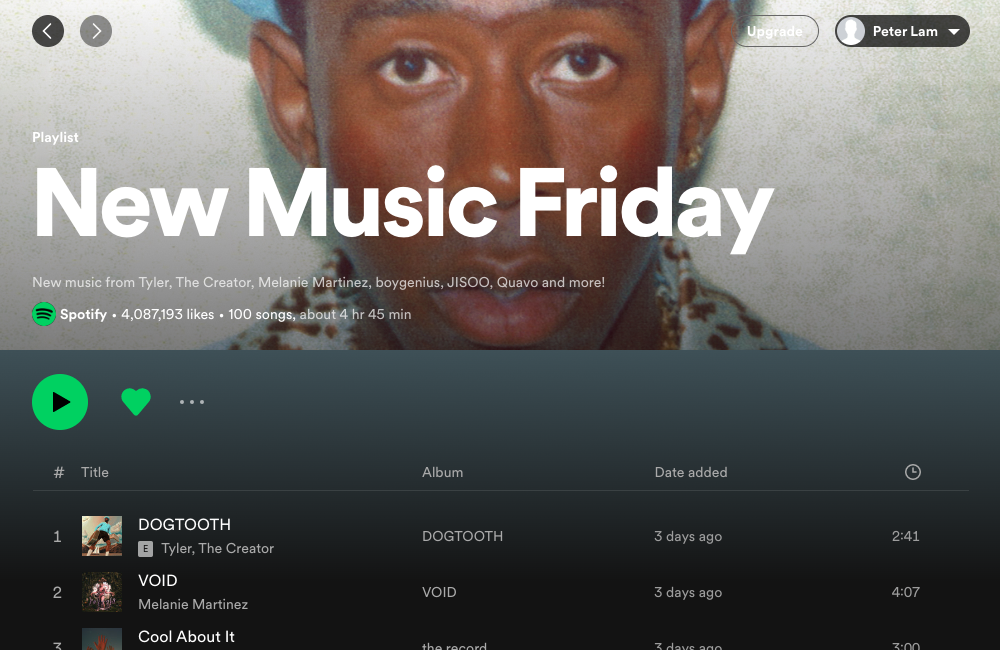 Upgrade
Peter Lam
Playlist
New Music Friday
New music from Tyler, The Creator, Melanie Martinez, boygenius, JISOO, Quavo and more!
Spotify • 4,087,193 likes • 100 songs, about 4 hr 45 min
# Title Album Date added
1 DOGTOOTH DOGTOOTH 3 days ago 2:41
E Tyler, The Creator
2 VOID VOID 3 days ago 4:07
Melanie Martinez
Cool About It
3 the record 3 days ago 3:00